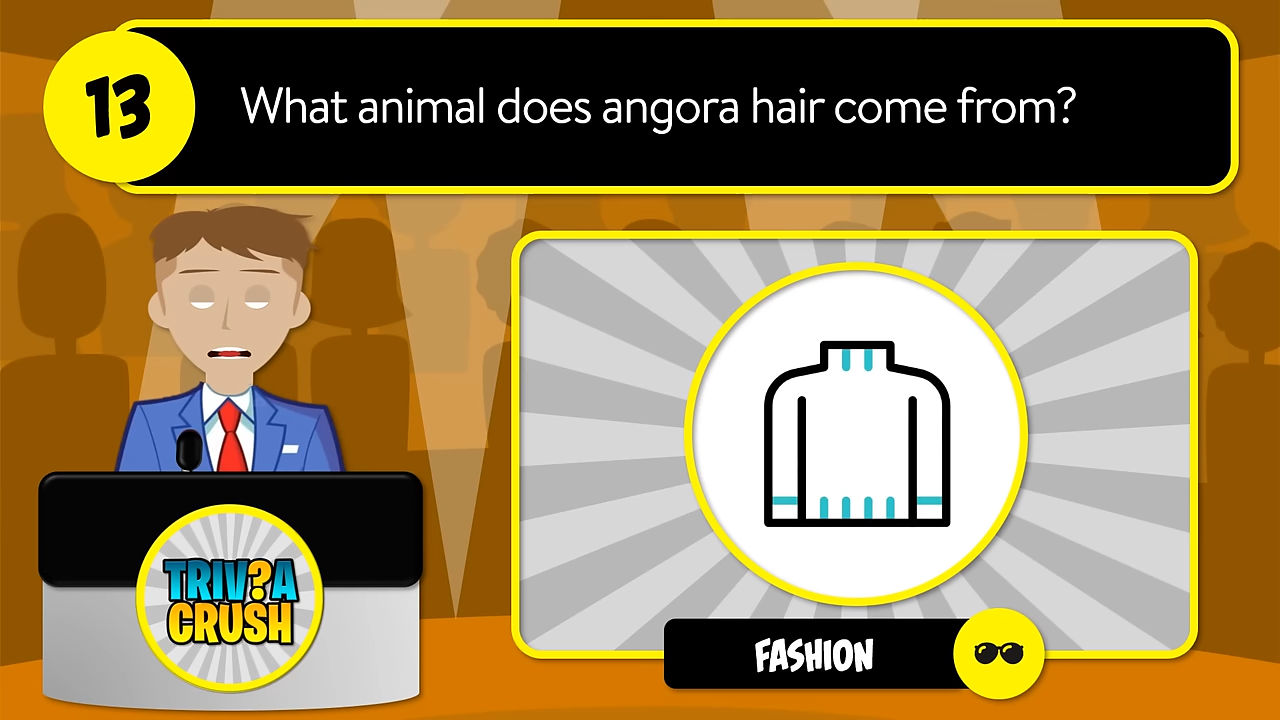 13
What animal does angora hair come from?
TRIV?A
CRUSH
FASHION